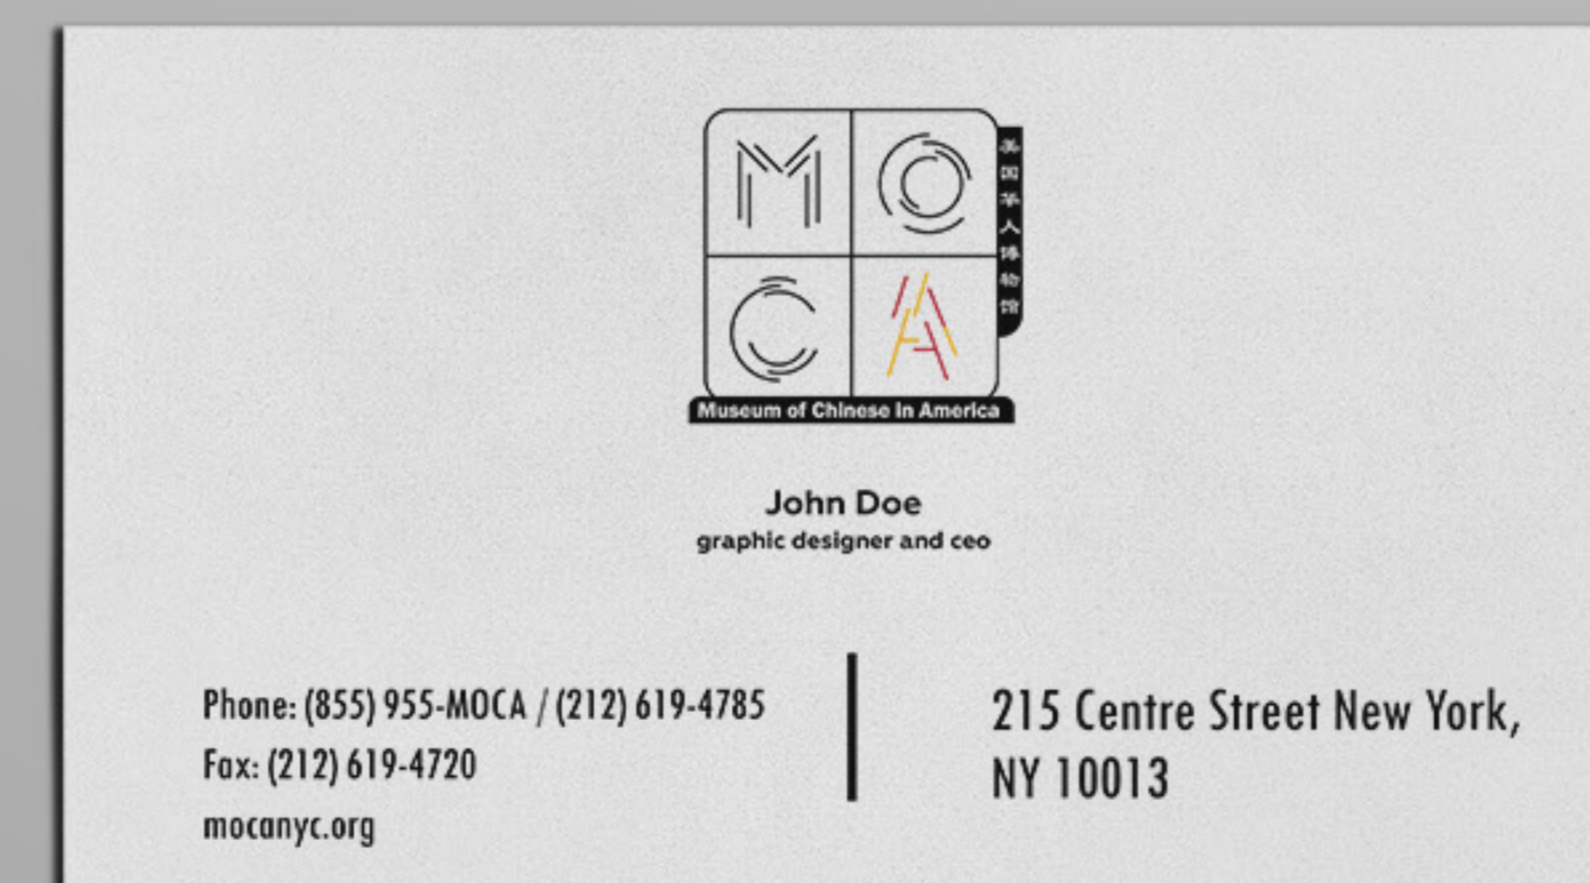 MO
CA
美国华人博物馆
Museum of Chinese in America
John Doe
graphic designer and ceo
Phone: (855) 955-MOCA / (212) 619-4785
Fax: (212) 619-4720
mocanyc.org
215 Centre Street New York,
NY 10013